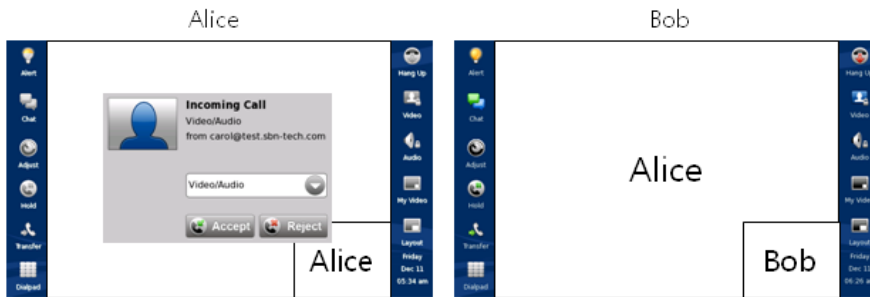 Alice
Alert
Chat
Adjust
Hold
Transfer
Dialpad
Incoming Call
Video/Audio
from carol@test.sbn-tech.com
Video/Audio
Accept
Reject
Alice
Hang Up
Video
Audio
My Video
Layout
Friday
Dec 11
05:34 am
Bob
Alert
Chat
Adjust
Hold
Transfer
Dialpad
Alice
Bob
Hang Up
Video
Audio
My Video
Layout
Friday
Dec 11
06:26 a